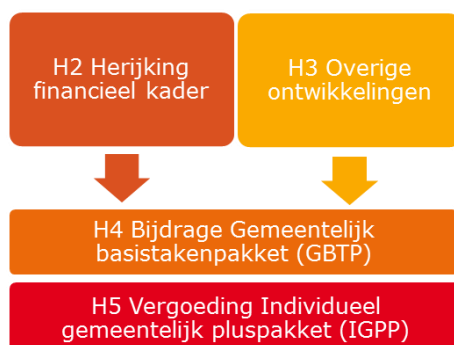 H2 Herijking
financieel kader
H3 Overige
ontwikkelingen
H4 Bijdrage Gemeentelijk
basistakenpakket (GBTP)
H5 Vergoeding Individueel
gemeentelijk pluspakket (IGPP)